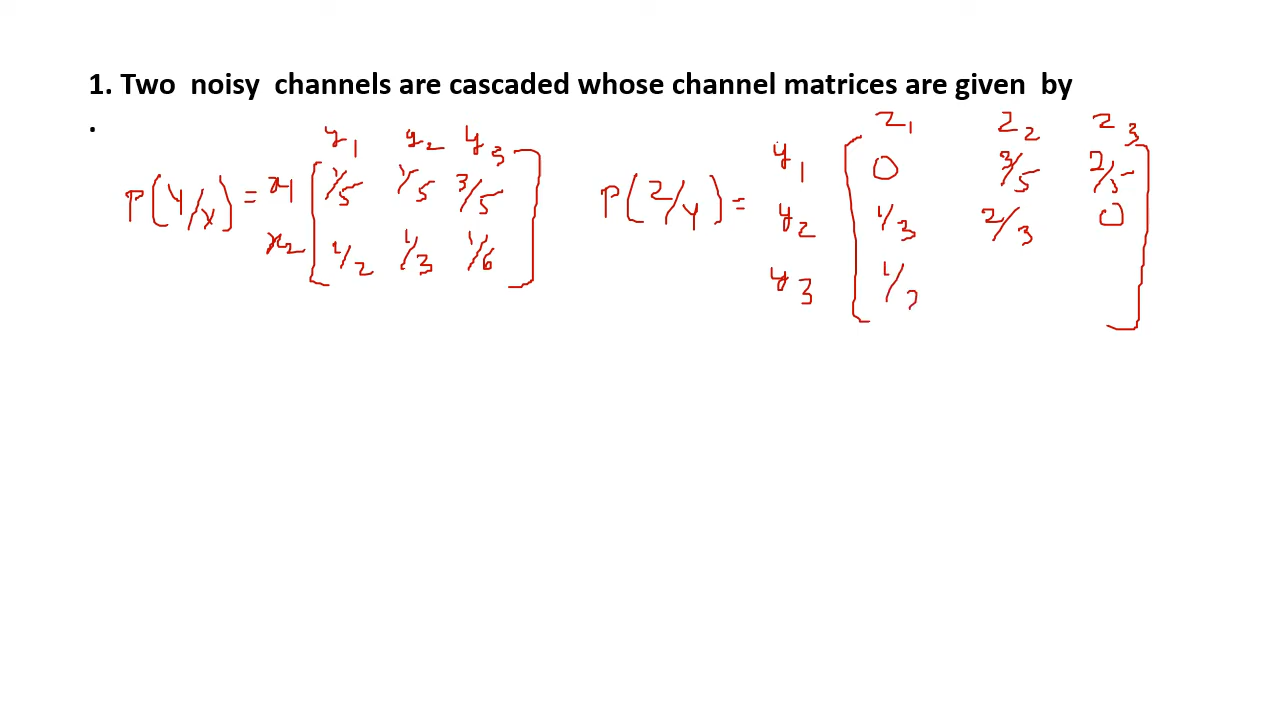 1. Two noisy channels are cascaded whose channel matrices are given by
.
y1 y2 y3 z1 z2 z3
P(Y/X) = x1 1/5 1/5 3/5 P(Z/Y) = y1 0 3/5 2/5
x2 1/2 1/3 1/6 y2 1/3 2/3 0
y3 1/